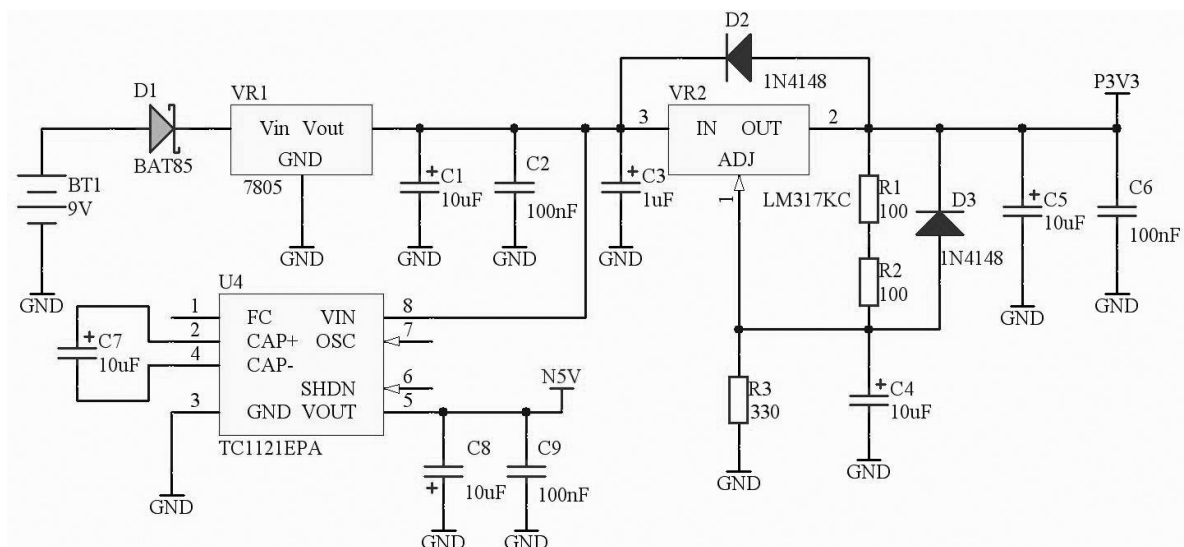 D2
1N4148
P3V3
D1
BAT85
VR1
Vin Vout
GND
7805
VR2
3
IN OUT
2
ADJ
1
LM317KC
BT1
9V
C1
10uF
C2
100nF
C3
1uF
R1
100
D3
1N4148
R2
100
C5
10uF
C6
100nF
GND
GND
GND
GND
GND
GND
GND
U4
1
FC
VIN
8
2
CAP+
OSC
7
4
CAP-
SHDN
6
3
GND
VOUT
5
TC1121EPA
C7
10uF
N5V
C8
10uF
C9
100nF
R3
330
C4
10uF
GND
GND
GND
GND
GND